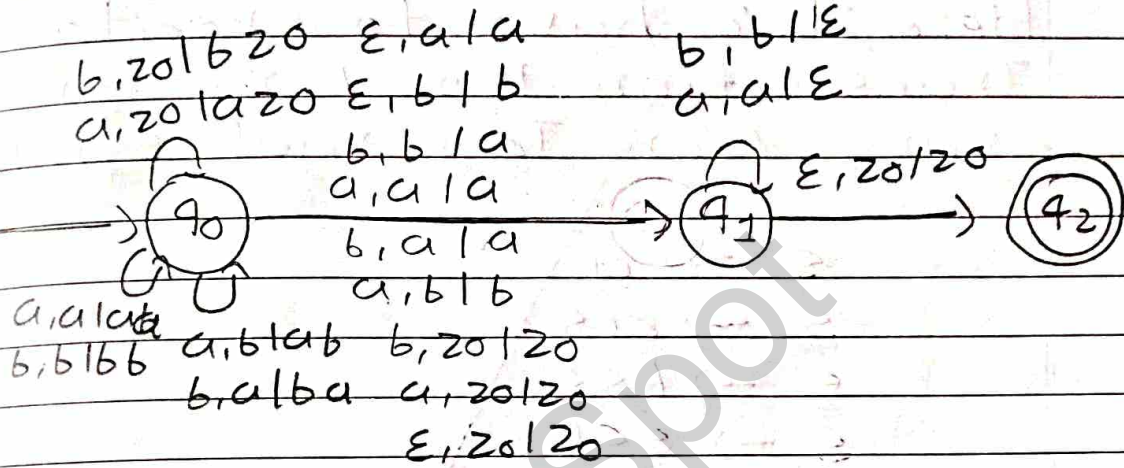 b,z0|bz0 ε,a|a b,b|ε
a,z0|az0 ε,b|b a,a|ε
b,b|a
a,a|a ε,z0|z0
q0 q1 q2
b,a|a
a,b|b
a,a|aa
b,b|bb a,b|ab b,z0|z0
b,a|ba a,z0|z0
ε,z0|z0
spot